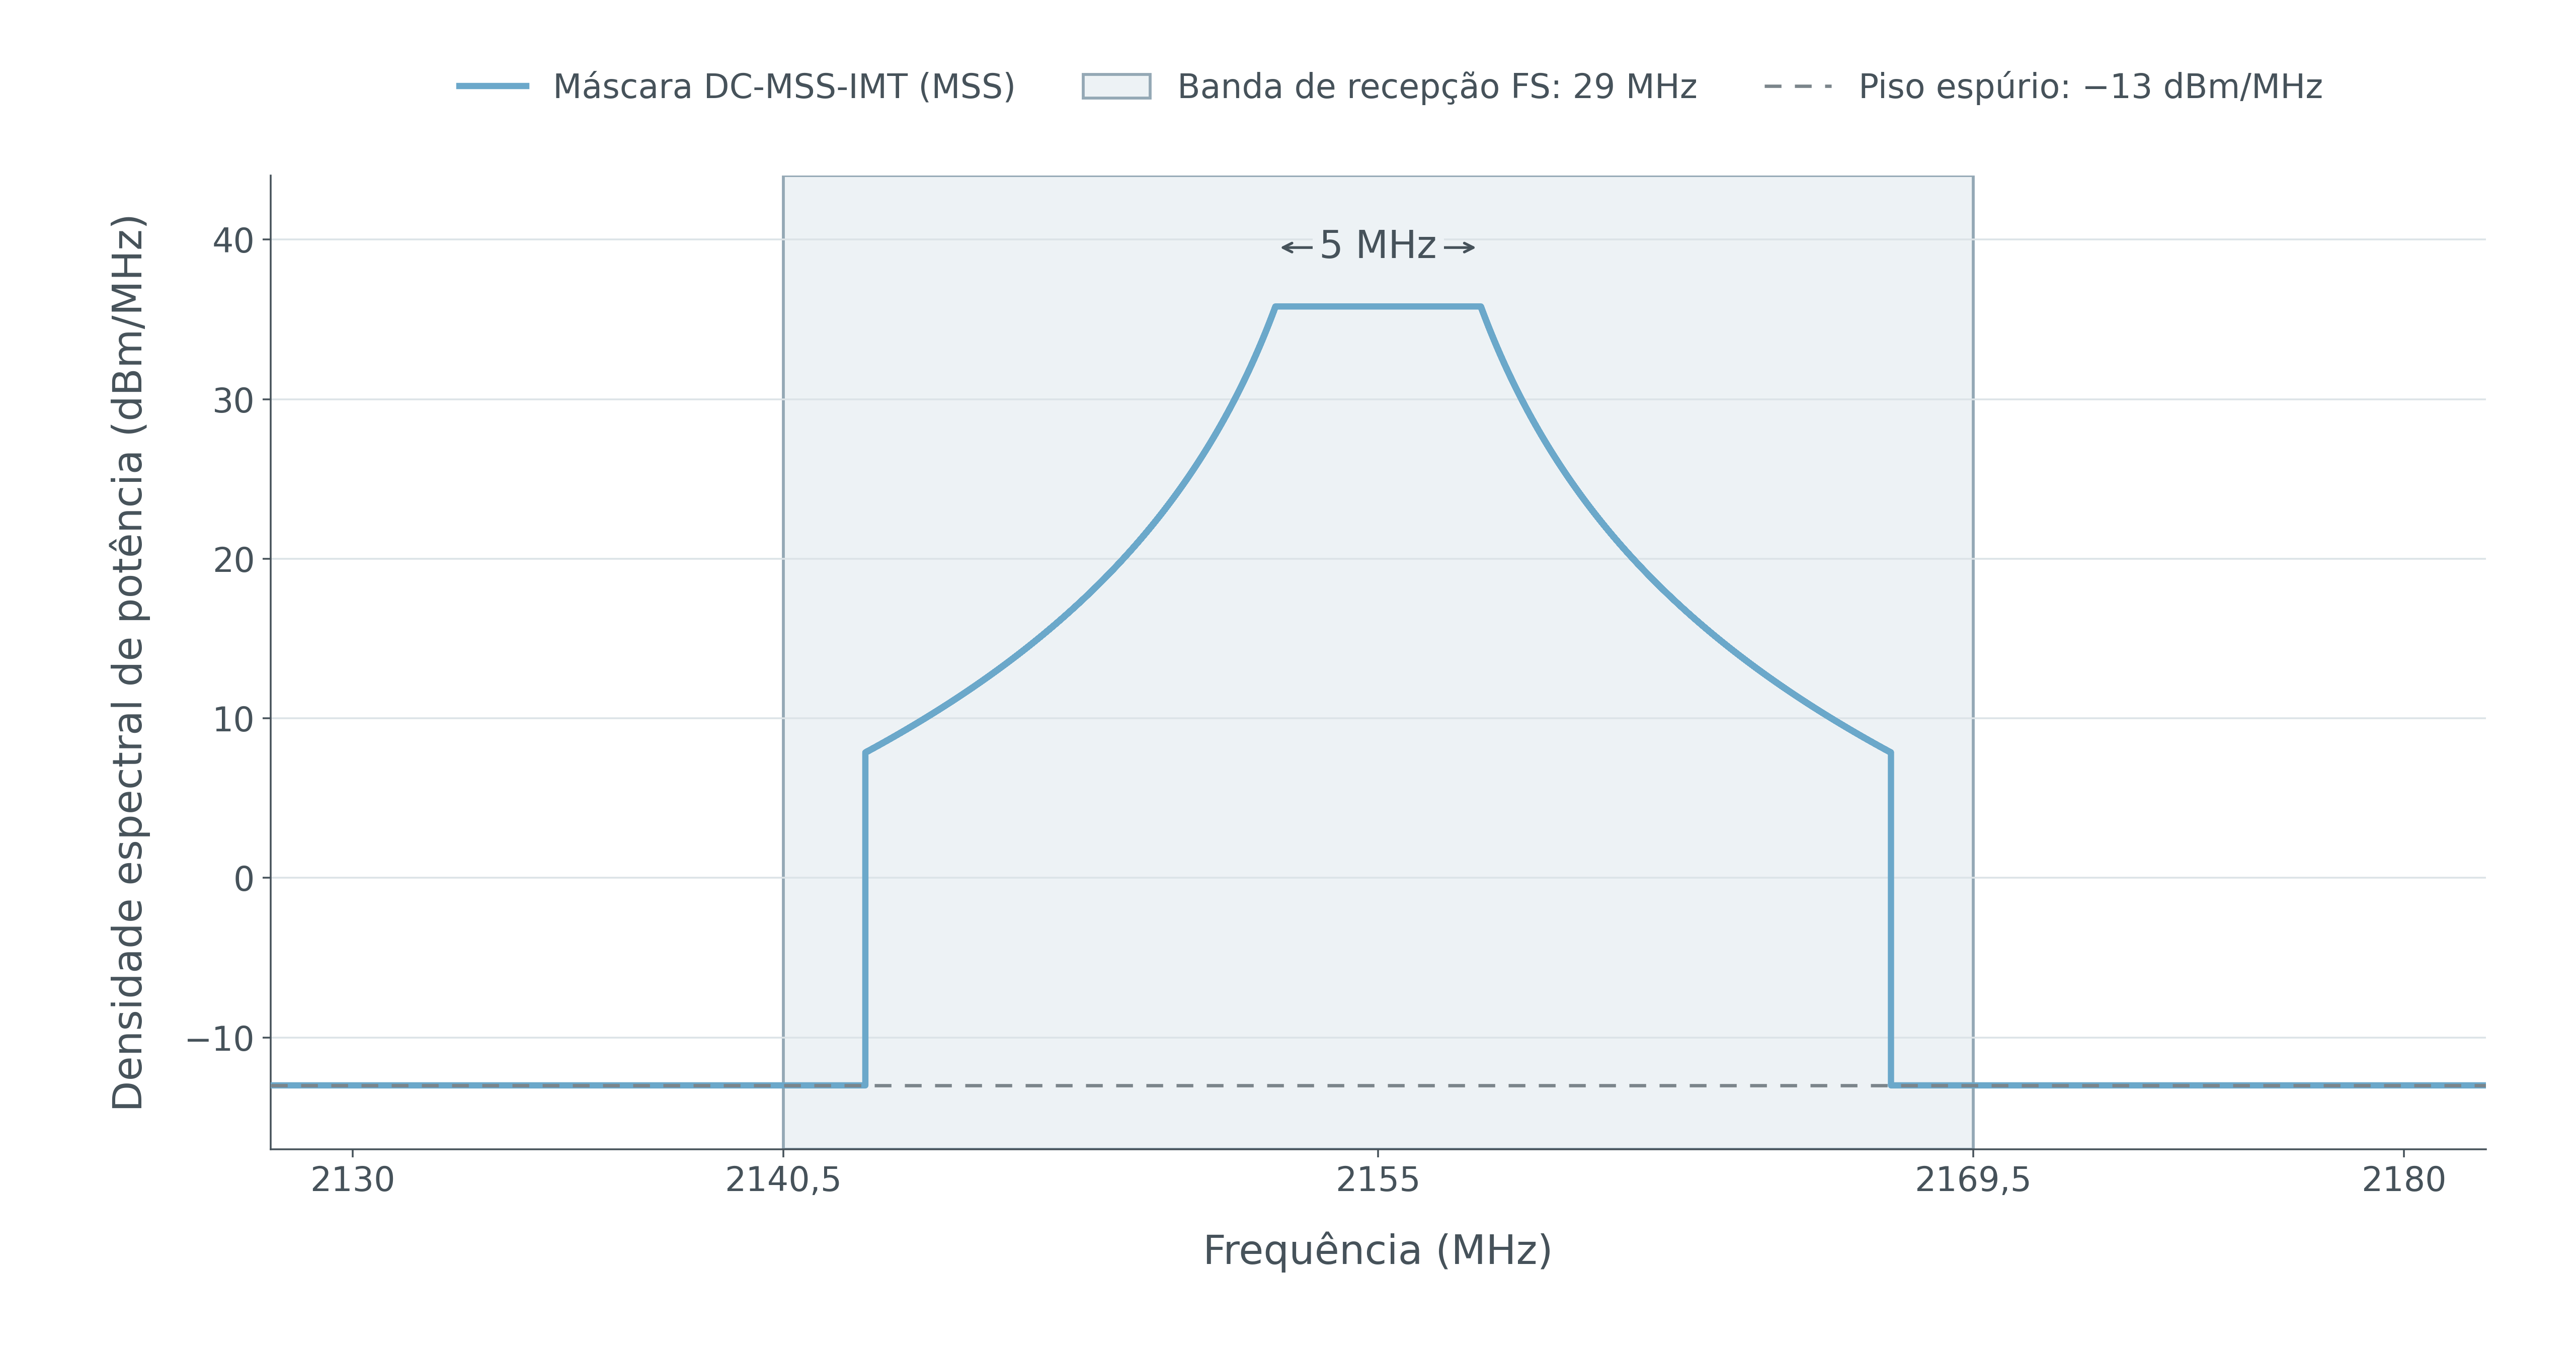 Máscara DC-MSS-IMT (MSS)
Banda de recepção FS: 29 MHz
Piso espúrio: −13 dBm/MHz
Densidade espectral de potência (dBm/MHz)
40
30
20
10
0
−10
5 MHz
2130
2140,5
2155
2169,5
2180
Frequência (MHz)